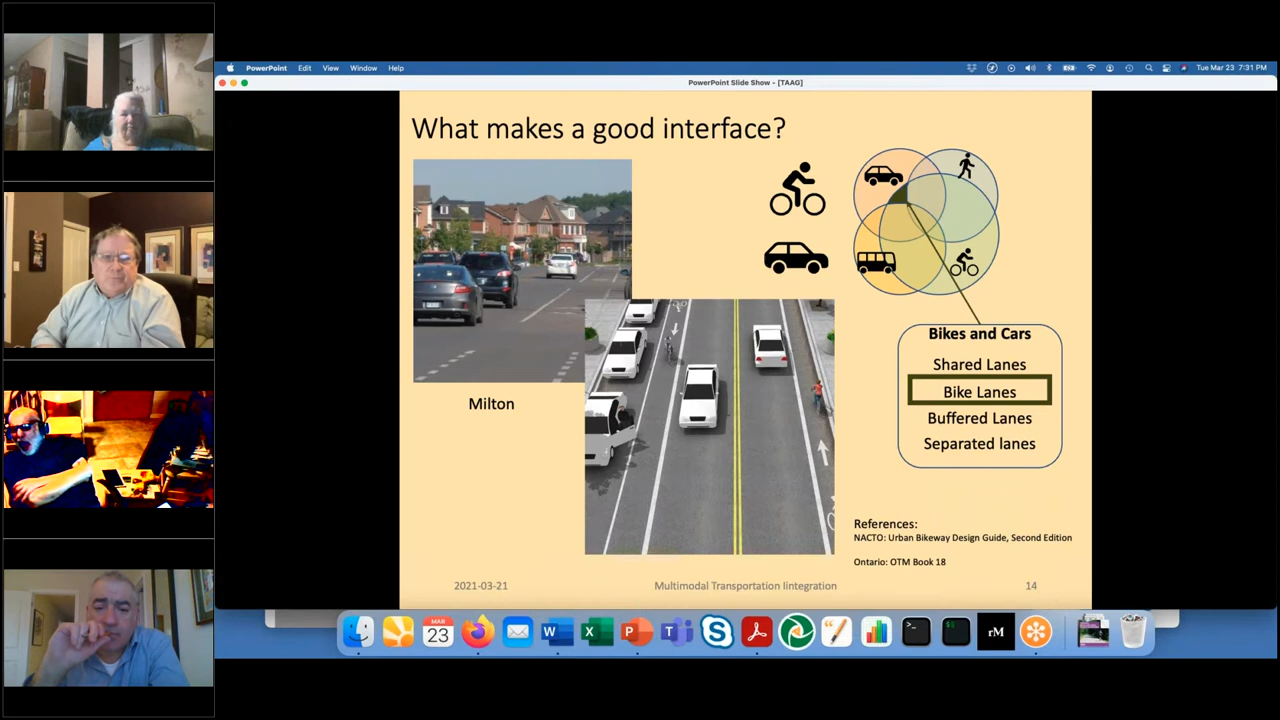 PowerPoint Edit View Window Help
Tue Mar 23 7:31 PM
PowerPoint Slide Show - [TAAG]
What makes a good interface?
Milton
Bikes and Cars
Shared Lanes
Bike Lanes
Buffered Lanes
Separated lanes
References:
NACTO: Urban Bikeway Design Guide, Second Edition
Ontario: OTM Book 18
2021-03-21
Multimodal Transportation Iintegration
14
MAR
23
W
X
P
T
S
rM